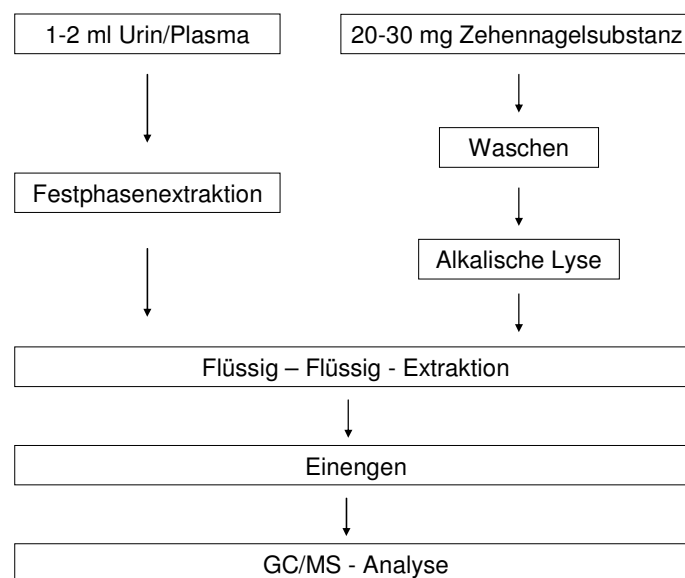 1-2 ml Urin/Plasma
20-30 mg Zehennagelsubstanz
Waschen
Festphasenextraktion
Alkalische Lyse
Flüssig – Flüssig - Extraktion
Einengen
GC/MS - Analyse